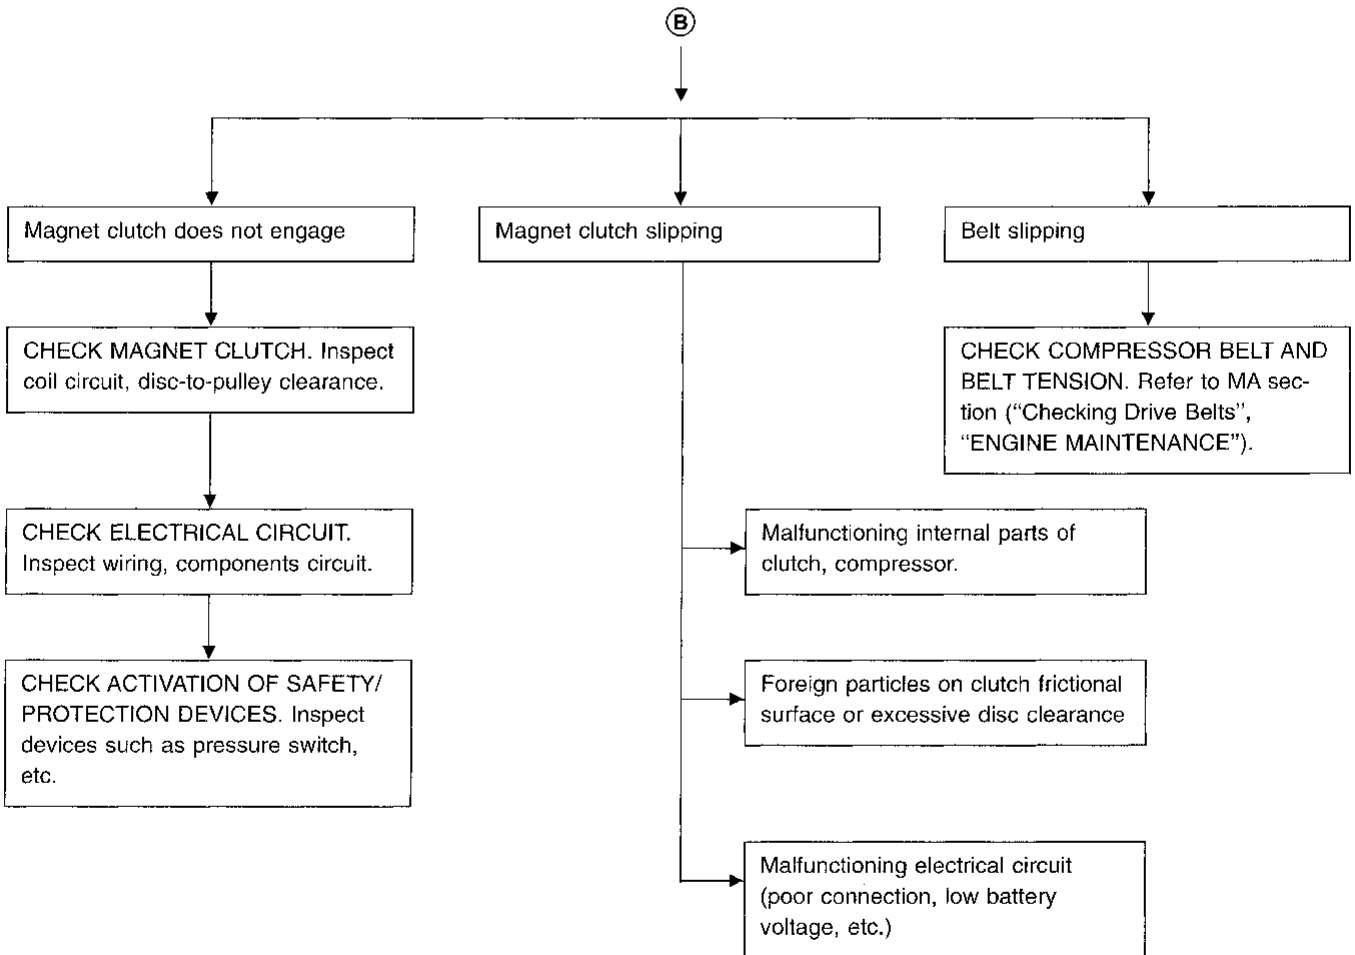 B
Magnet clutch does not engage
Magnet clutch slipping
Belt slipping
CHECK MAGNET CLUTCH. Inspect
coil circuit, disc-to-pulley clearance.
CHECK COMPRESSOR BELT AND
BELT TENSION. Refer to MA sec-
tion (“Checking Drive Belts”,
“ENGINE MAINTENANCE”).
CHECK ELECTRICAL CIRCUIT.
Inspect wiring, components circuit.
Malfunctioning internal parts of
clutch, compressor.
CHECK ACTIVATION OF SAFETY/
PROTECTION DEVICES. Inspect
devices such as pressure switch,
etc.
Foreign particles on clutch frictional
surface or excessive disc clearance
Malfunctioning electrical circuit
(poor connection, low battery
voltage, etc.)